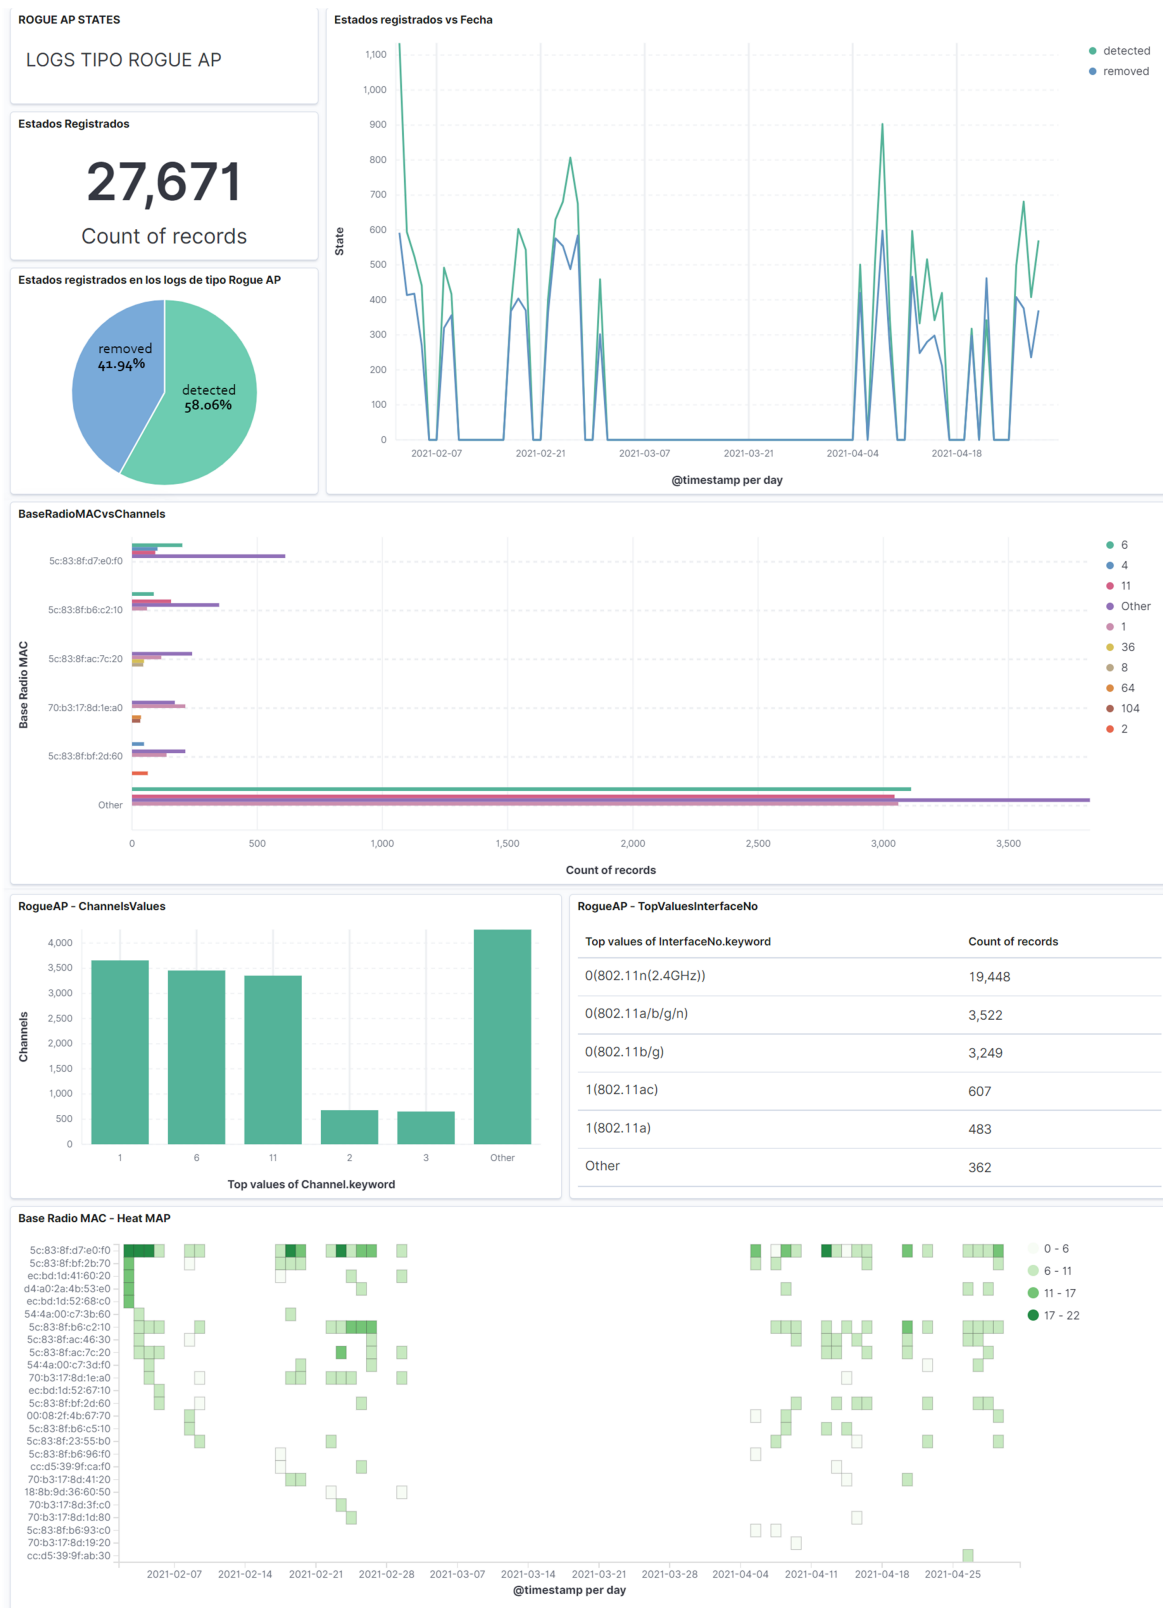 ROGUE AP STATES
LOGS TIPO ROGUE AP
Estados Registrados
27,671
Count of records
Estados registrados en los logs de tipo Rogue AP
removed
41.94%
detected
58.06%
Estados registrados vs Fecha
detected
removed
State
1,100
1,000
900
800
700
600
500
400
300
200
100
0
2021-02-07 2021-02-21 2021-03-07 2021-03-21 2021-04-04 2021-04-18
@timestamp per day
BaseRadioMACvsChannels
Base Radio MAC
5c:83:8f:d7:e0:f0
5c:83:8f:b6:c2:10
5c:83:8f:ac:7c:20
70:b3:17:8d:1e:a0
5c:83:8f:bf:2d:60
Other
0 500 1,000 1,500 2,000 2,500 3,000 3,500
Count of records
6
4
11
Other
1
36
8
64
104
2
RogueAP - ChannelsValues
Channels
4,000
3,500
3,000
2,500
2,000
1,500
1,000
500
0
1 6 11 2 3 Other
Top values of Channel.keyword
RogueAP - TopValuesInterfaceNo
Top values of InterfaceNo.keyword Count of records
0(802.11n(2.4GHz)) 19,448
0(802.11a/b/g/n) 3,522
0(802.11b/g) 3,249
1(802.11ac) 607
1(802.11a) 483
Other 362
Base Radio MAC - Heat MAP
5c:83:8f:d7:e0:f0
5c:83:8f:bf:2b:70
ec:bd:1d:41:60:20
d4:a0:2a:4b:53:e0
ec:bd:1d:52:68:c0
54:4a:00:c7:3b:60
5c:83:8f:b6:c2:10
5c:83:8f:ac:46:30
5c:83:8f:ac:7c:20
54:4a:00:c7:3d:f0
70:b3:17:8d:1e:a0
ec:bd:1d:52:67:10
5c:83:8f:bf:2d:60
00:08:2f:4b:67:70
5c:83:8f:b6:c5:10
5c:83:8f:23:55:b0
5c:83:8f:b6:96:f0
cc:d5:39:9f:ca:f0
70:b3:17:8d:41:20
18:8b:9d:36:60:50
70:b3:17:8d:3f:c0
70:b3:17:8d:1d:80
5c:83:8f:b6:93:c0
70:b3:17:8d:19:20
cc:d5:39:9f:ab:30
2021-02-07 2021-02-14 2021-02-21 2021-02-28 2021-03-07 2021-03-14 2021-03-21 2021-03-28 2021-04-04 2021-04-11 2021-04-18 2021-04-25
@timestamp per day
0 - 6
6 - 11
11 - 17
17 - 22